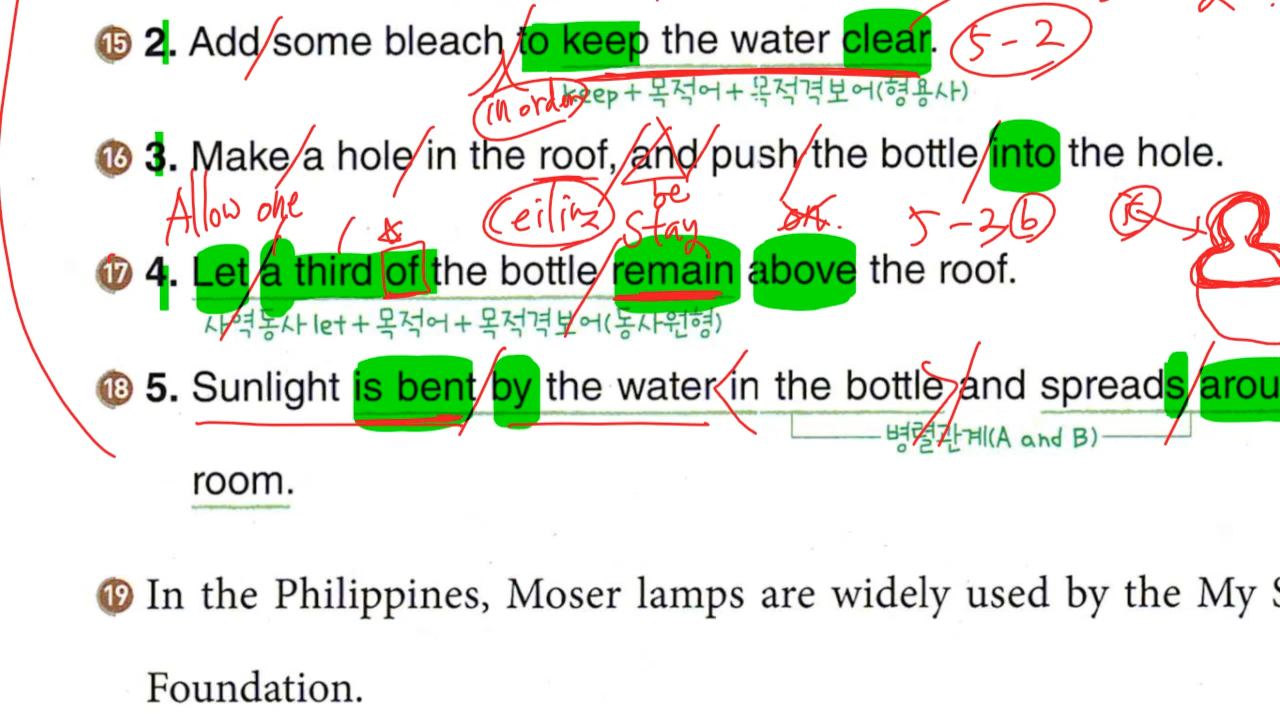 15 2. Add some bleach to keep the water clear. 5-2
in order keep + 목적어 + 목적격 보어(형용사)
16 3. Make a hole in the roof, and push the bottle into the hole.
Allow one ceiling be stay on. 5-3 b
17 4. Let a third of the bottle remain above the roof.
사역동사 let + 목적어 + 목적격 보어(동사원형)
18 5. Sunlight is bent by the water in the bottle and spreads arou
병렬관계(A and B)
room.
19 In the Philippines, Moser lamps are widely used by the My S
Foundation.